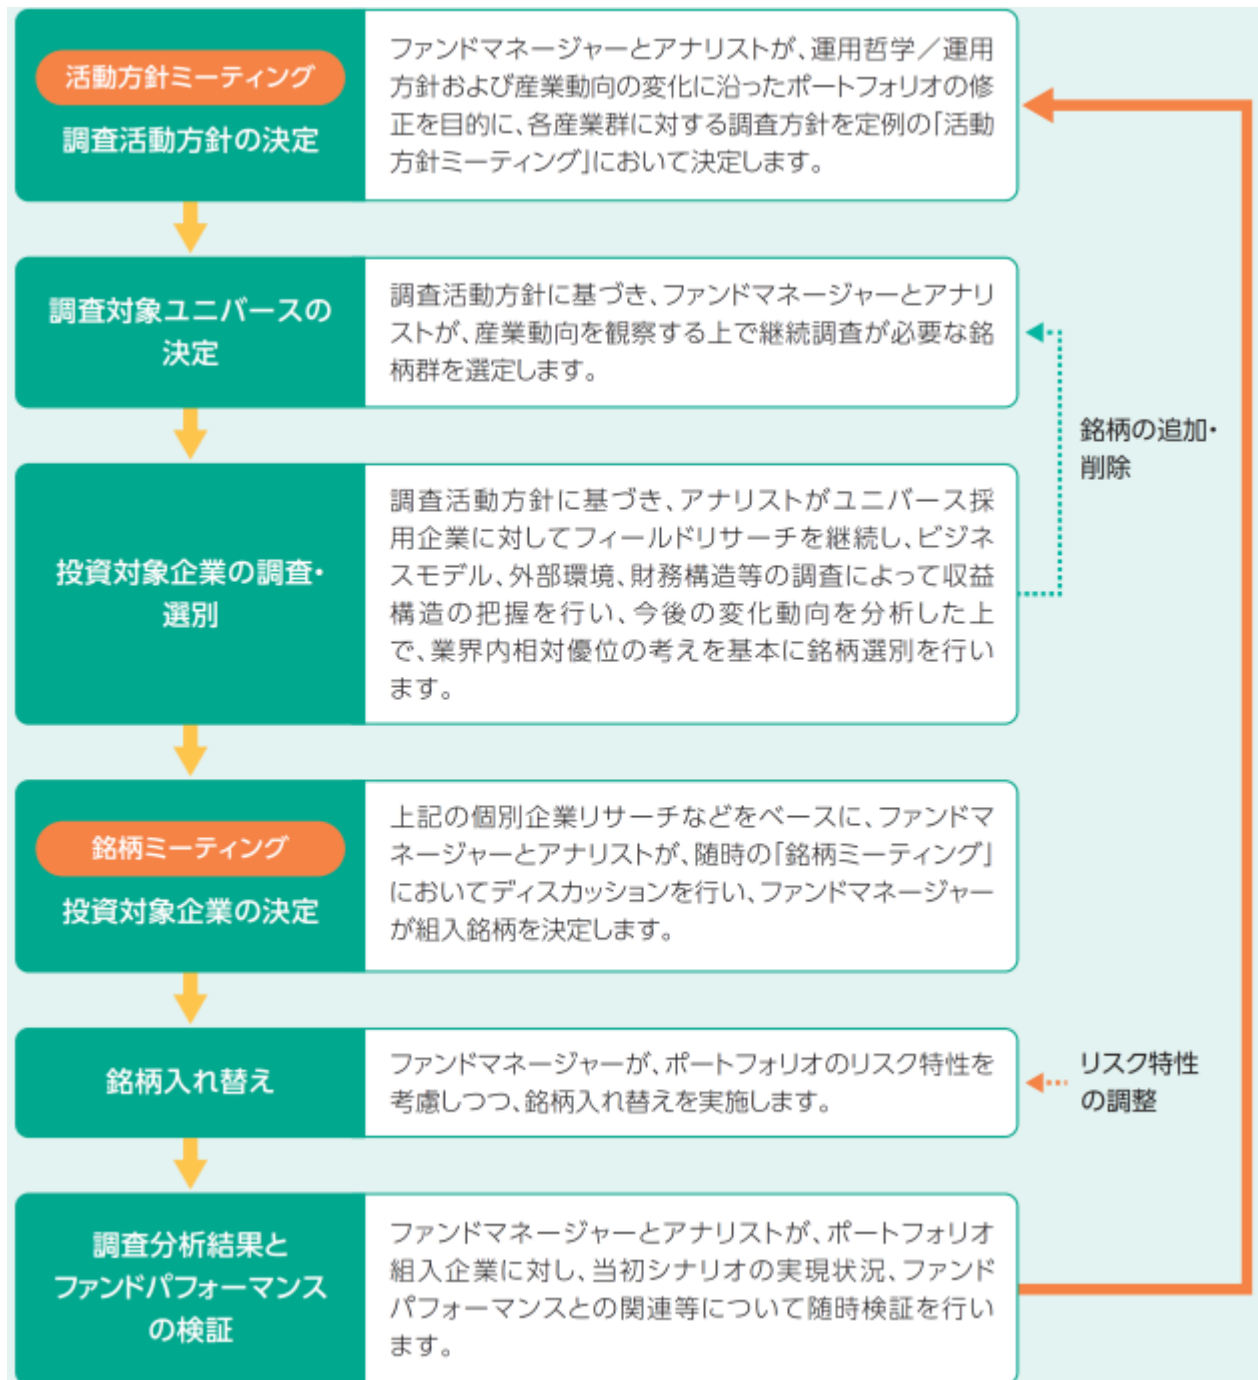 活動方針ミーティング
調査活動方針の決定
ファンドマネージャーとアナリストが、運用哲学／運用
方針および産業動向の変化に沿ったポートフォリオの修
正を目的に、各産業群に対する調査方針を定例の「活動
方針ミーティング」において決定します。
調査対象ユニバースの
決定
調査活動方針に基づき、ファンドマネージャーとアナリ
ストが、産業動向を観察する上で継続調査が必要な銘
柄群を選定します。
銘柄の追加・
削除
投資対象企業の調査・
選別
調査活動方針に基づき、アナリストがユニバース採
用企業に対してフィールドリサーチを継続し、ビジネ
スモデル、外部環境、財務構造等の調査によって収益
構造の把握を行い、今後の変化動向を分析した上
で、業界内相対優位の考えを基本に銘柄選別を行い
ます。
銘柄ミーティング
投資対象企業の決定
上記の個別企業リサーチなどをベースに、ファンドマ
ネージャーとアナリストが、随時の「銘柄ミーティング」
においてディスカッションを行い、ファンドマネージャー
が組入銘柄を決定します。
銘柄入れ替え
ファンドマネージャーが、ポートフォリオのリスク特性を
考慮しつつ、銘柄入れ替えを実施します。
リスク特性
の調整
調査分析結果と
ファンドパフォーマンス
の検証
ファンドマネージャーとアナリストが、ポートフォリオ
組入企業に対し、当初シナリオの実現状況、ファンド
パフォーマンスとの関連等について随時検証を行い
ます。